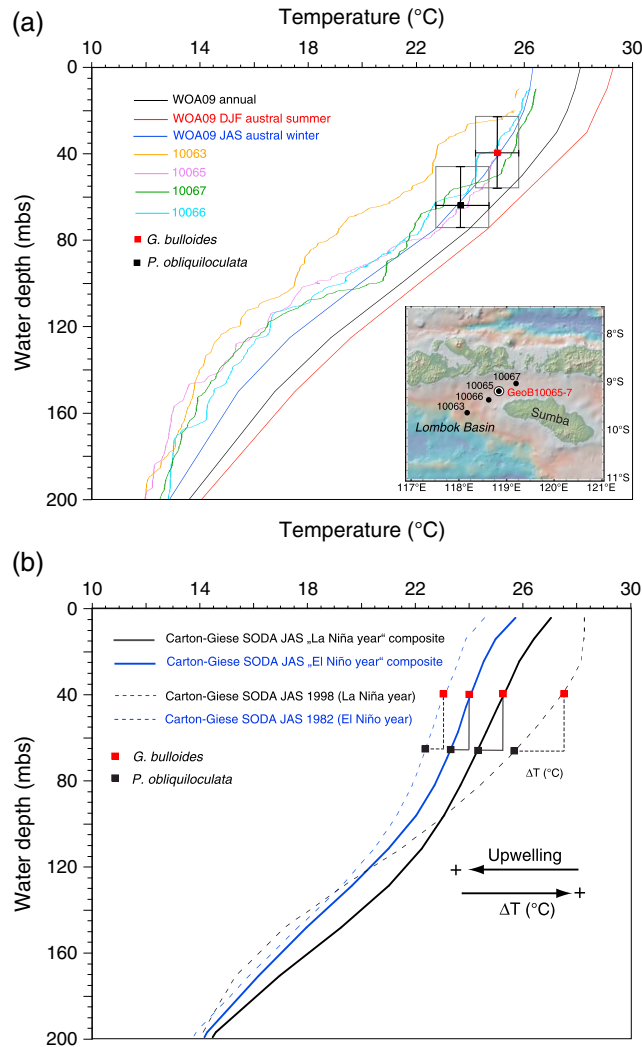 (a)
Temperature (°C)
10 14 18 22 26 30
0
40
80
120
160
200
Water depth (mbs)
WOA09 annual
WOA09 DJF austral summer
WOA09 JAS austral winter
10063
10065
10067
10066
G. bulloides
P. obliquiloculata
8°S
9°S
10°S
11°S
10067
10065
GeoB10065-7
10066
10063
Sumba
Lombok Basin
117°E 118°E 119°E 120°E 121°E
(b)
Temperature (°C)
10 14 18 22 26 30
0
40
80
120
160
200
Water depth (mbs)
Carton-Giese SODA JAS „La Niña year“ composite
Carton-Giese SODA JAS „El Niño year“ composite
Carton-Giese SODA JAS 1998 (La Niña year)
Carton-Giese SODA JAS 1982 (El Niño year)
G. bulloides
P. obliquiloculata
ΔT (°C)
Upwelling
+
+
ΔT (°C)